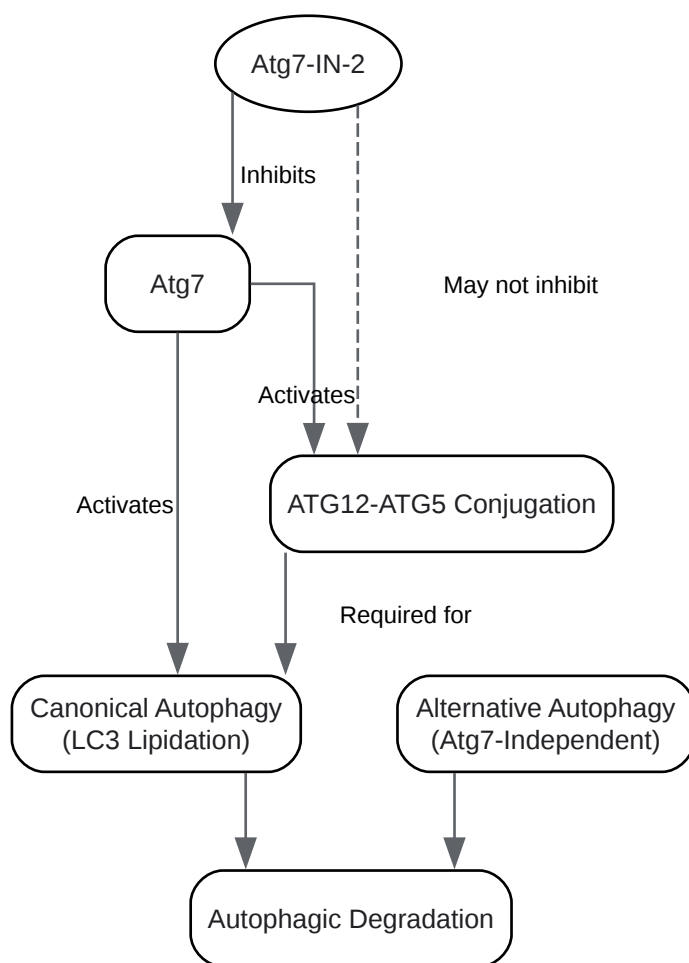 Atg7-IN-2
Inhibits
Atg7
May not inhibit
Activates
Activates
ATG12-ATG5 Conjugation
Required for
Canonical Autophagy
(LC3 Lipidation)
Alternative Autophagy
(Atg7-Independent)
Autophagic Degradation